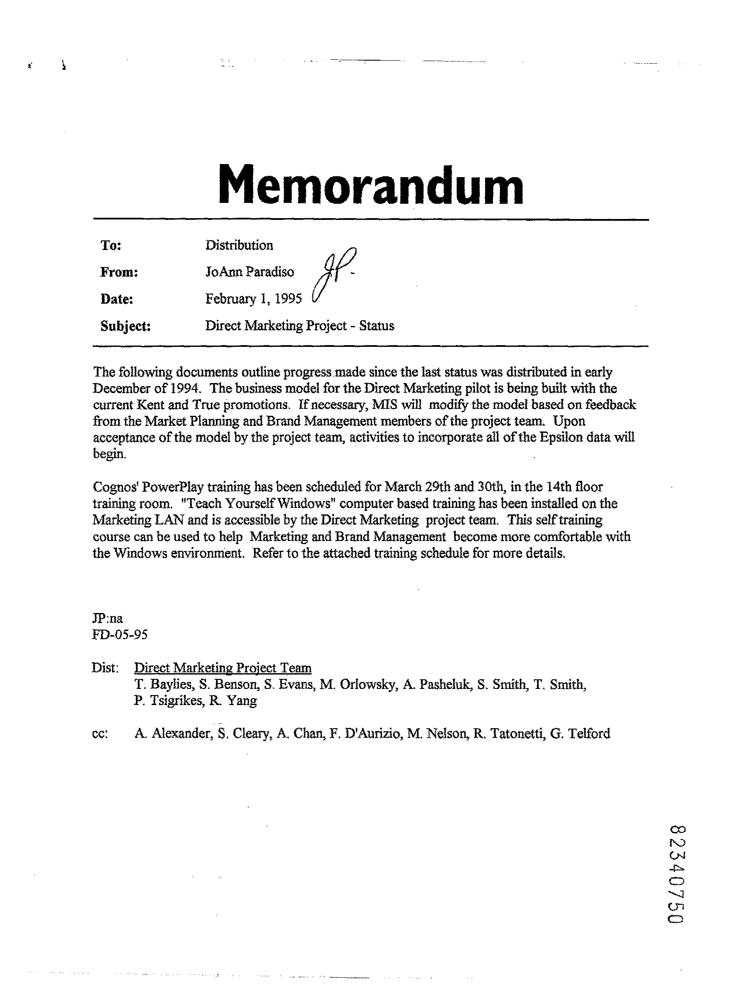 Memorandum
To: Distribution
From: JoAnn Paradiso JP.
Date: February 1, 1995
Subject: Direct Marketing Project - Status
The following documents outline progress made since the last status was distributed in early
December of 1994. The business model for the Direct Marketing pilot is being built with the
current Kent and True promotions. If necessary, MIS will modify the model based on feedback
from the Market Planning and Brand Management members of the project team. Upon
acceptance of the model by the project team, activities to incorporate all of the Epsilon data will
begin.
Cognos' PowerPlay training has been scheduled for March 29th and 30th, in the 14th floor
training room. "Teach Yourself Windows" computer based training has been installed on the
Marketing LAN and is accessible by the Direct Marketing project team. This self training
course can be used to help Marketing and Brand Management become more comfortable with
the Windows environment. Refer to the attached training schedule for more details.
JP:na
FD-05-95
Dist: Direct Marketing Project Team
T. Baylies, S. Benson, S. Evans, M. Orlowsky, A. Pasheluk, S. Smith, T. Smith,
P. Tsigrikes, R. Yang
cc: A. Alexander, S. Cleary, A. Chan, F. D'Aurizio, M. Nelson, R. Tatonetti, G. Telford
82340750